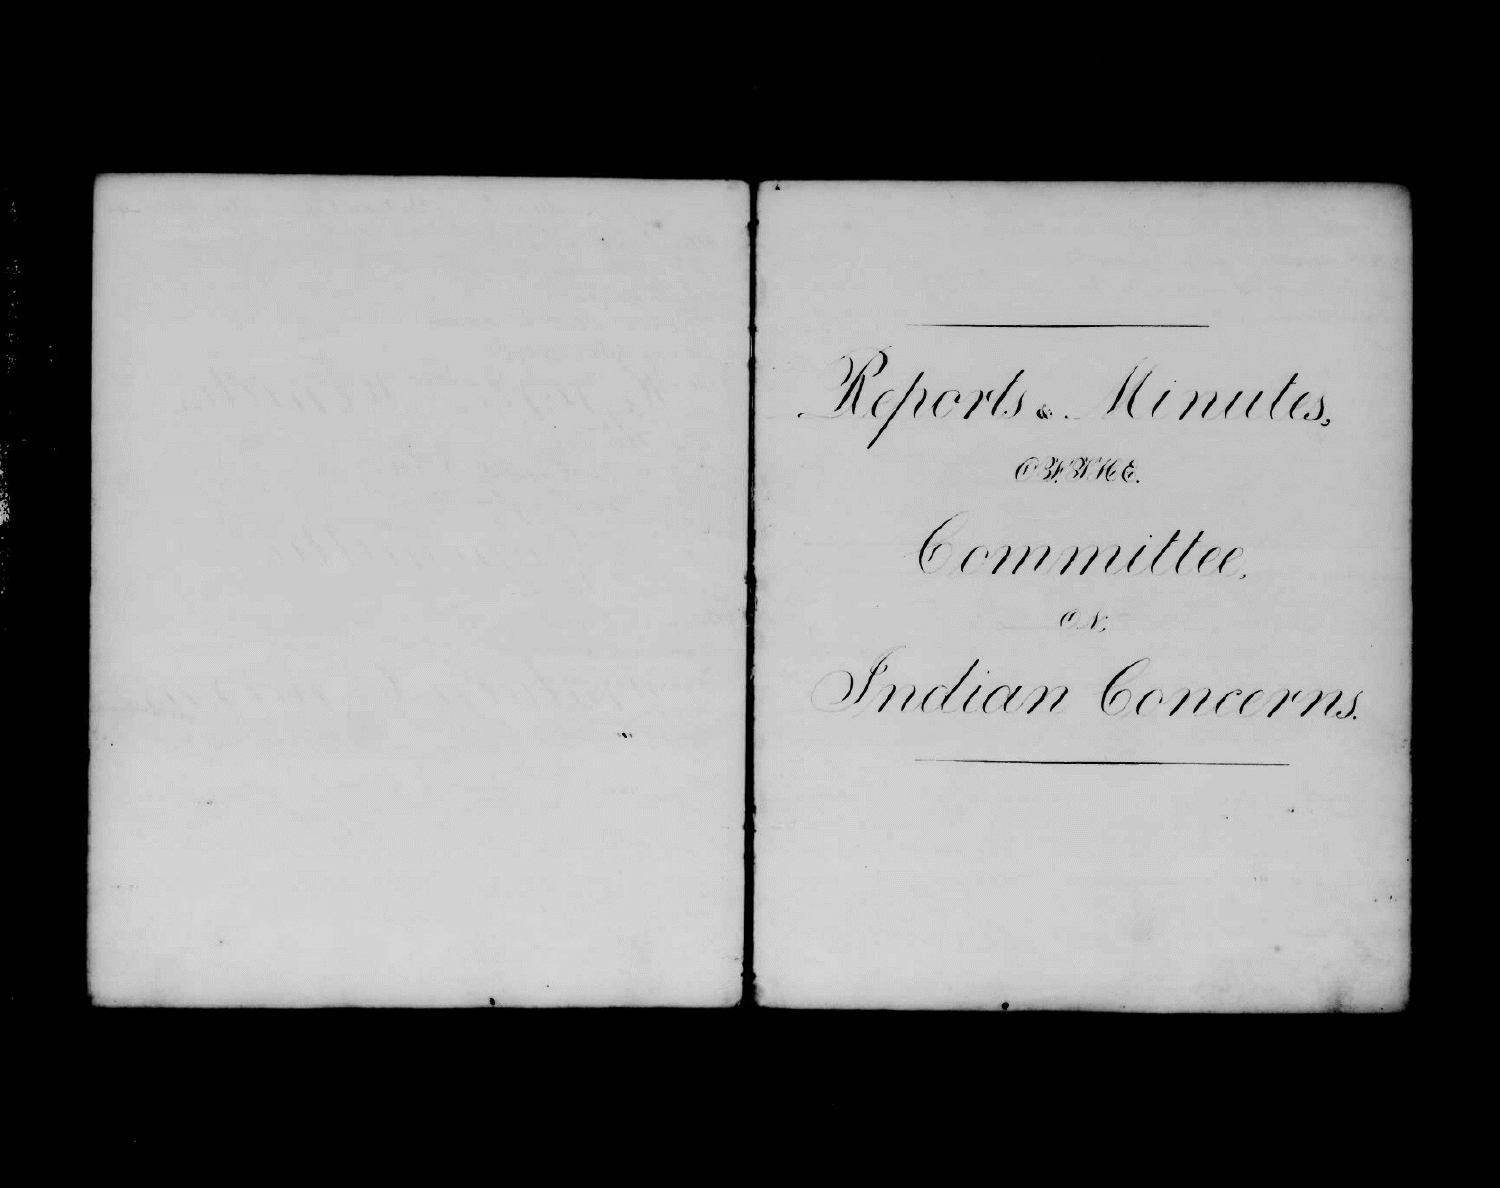 Reports & Minutes,
OF THE.
Committee,
ON,
Indian Concerns.